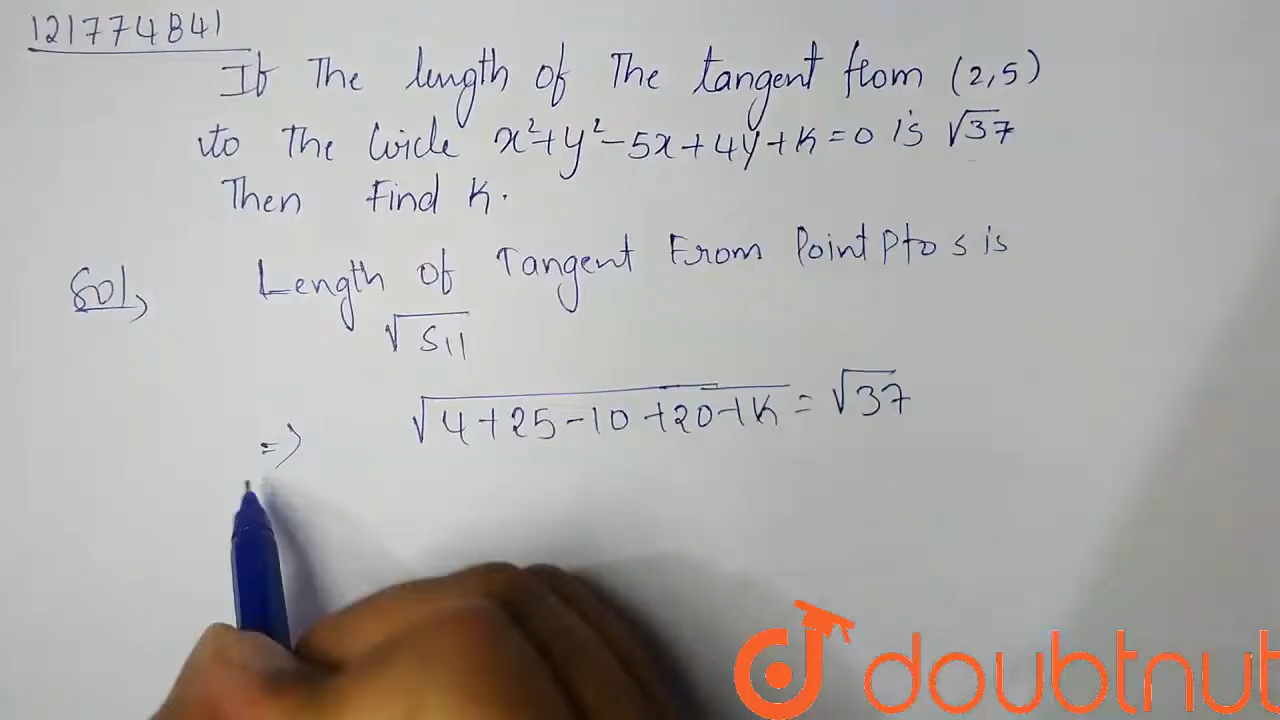 121774841
If The length of The tangent from (2,5)
to The Circle x²+y²-5x+4y+k=0 is √37
Then Find k.
Sol, Length of Tangent From Point P to S is
√S11
=> √4+25-10+20+k = √37
doubtnut